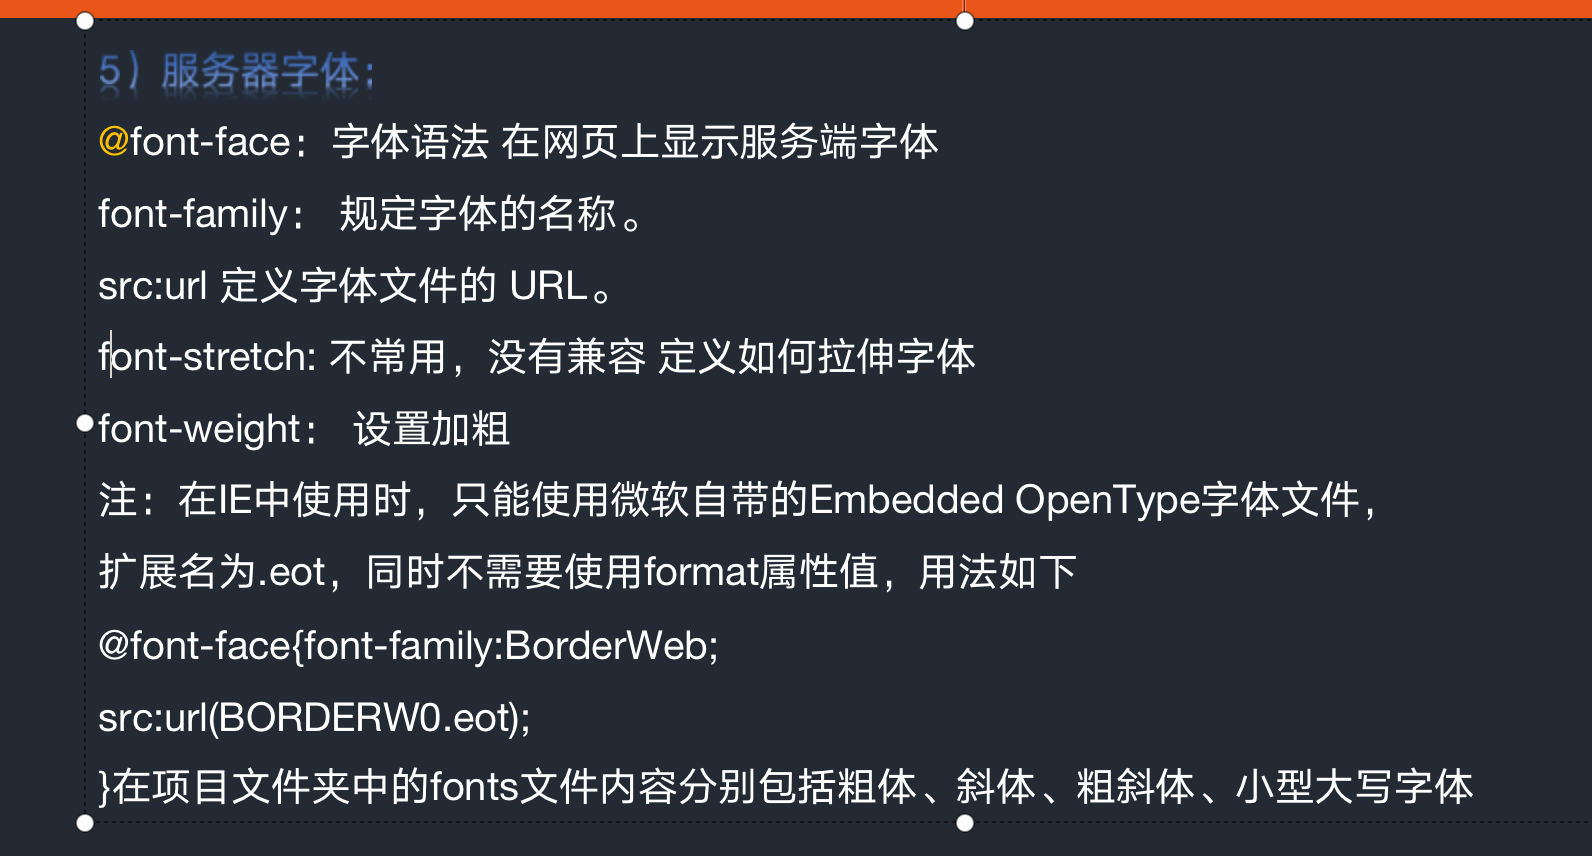 5）服务器字体：
@font-face：字体语法 在网页上显示服务端字体
font-family： 规定字体的名称。
src:url 定义字体文件的 URL。
font-stretch: 不常用，没有兼容 定义如何拉伸字体
font-weight： 设置加粗
注：在IE中使用时，只能使用微软自带的Embedded OpenType字体文件，
扩展名为.eot，同时不需要使用format属性值，用法如下
@font-face{font-family:BorderWeb;
src:url(BORDERW0.eot);
}在项目文件夹中的fonts文件内容分别包括粗体、斜体、粗斜体、小型大写字体